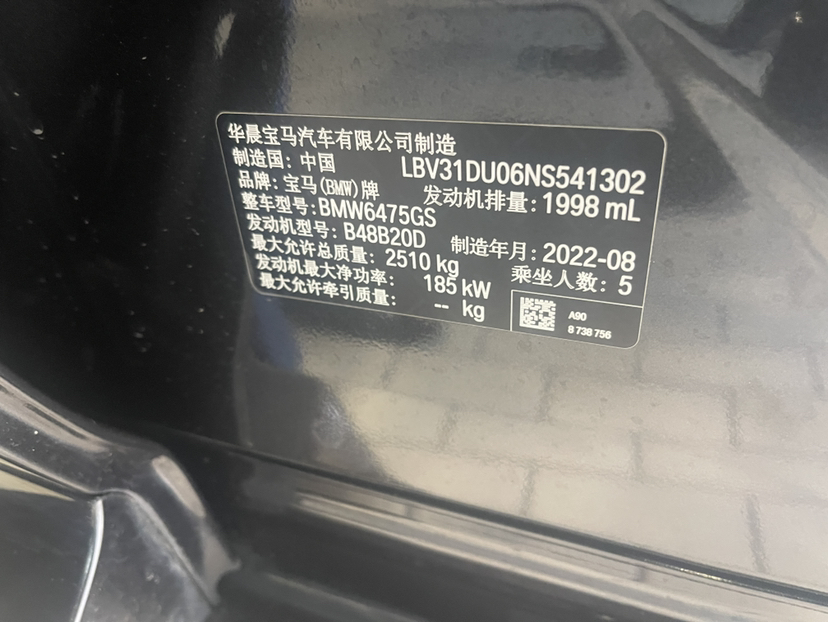 华晨宝马汽车有限公司制造
制造国: 中国 LBV31DU06NS541302
品牌: 宝马(BMW)牌 发动机排量: 1998 mL
整车型号: BMW6475GS
发动机型号: B48B20D 制造年月: 2022-08
最大允许总质量: 2510 kg 乘坐人数: 5
发动机最大净功率: 185 kW
最大允许牵引质量: -- kg
A90
8 738 756